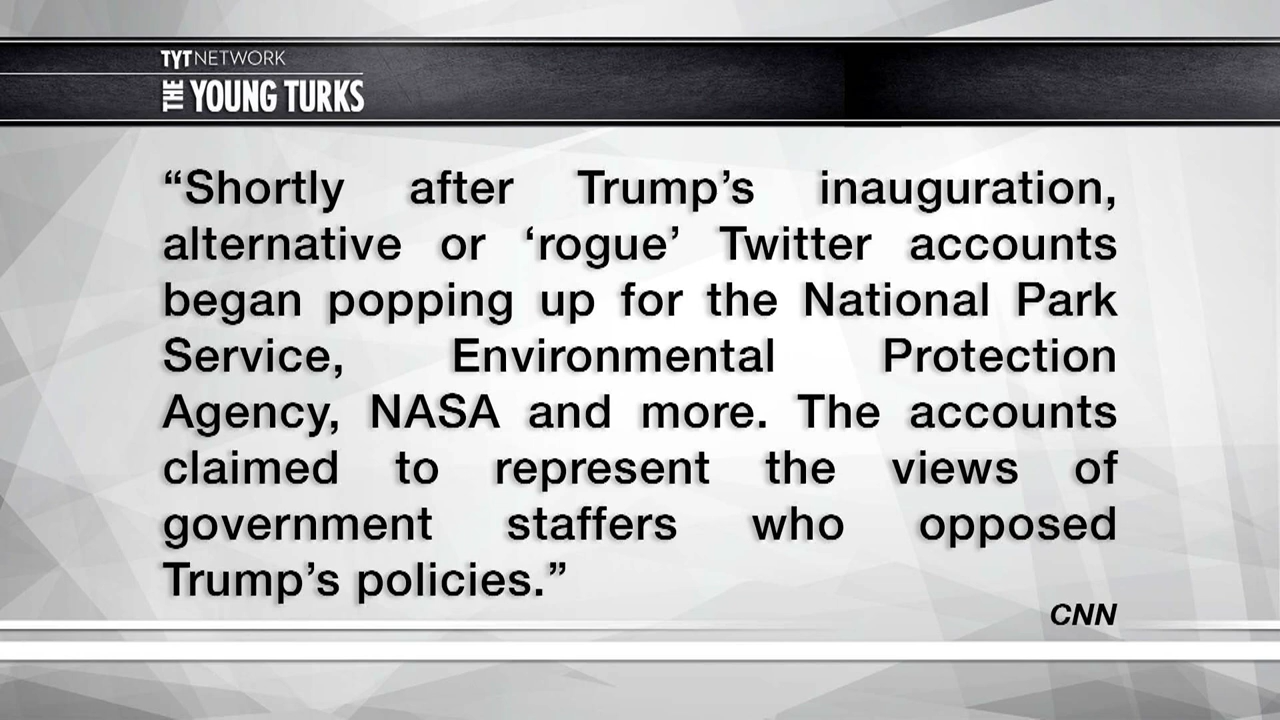 TYT NETWORK
THE YOUNG TURKS
“Shortly after Trump’s inauguration,
alternative or ‘rogue’ Twitter accounts
began popping up for the National Park
Service, Environmental Protection
Agency, NASA and more. The accounts
claimed to represent the views of
government staffers who opposed
Trump’s policies.”
CNN